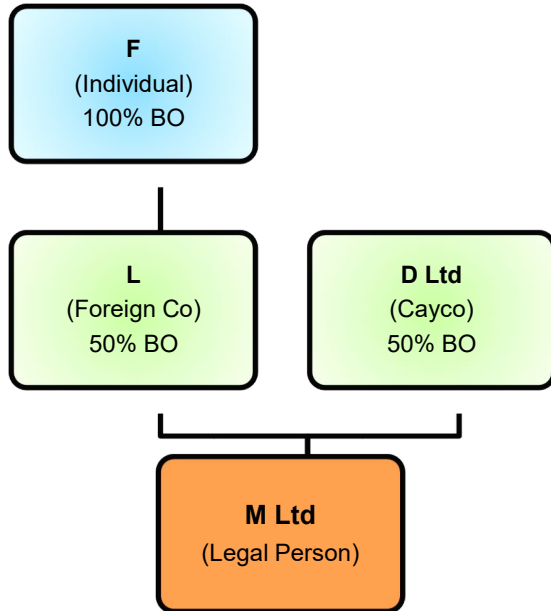 F
(Individual)
100% BO
L
(Foreign Co)
50% BO
D Ltd
(Cayco)
50% BO
M Ltd
(Legal Person)